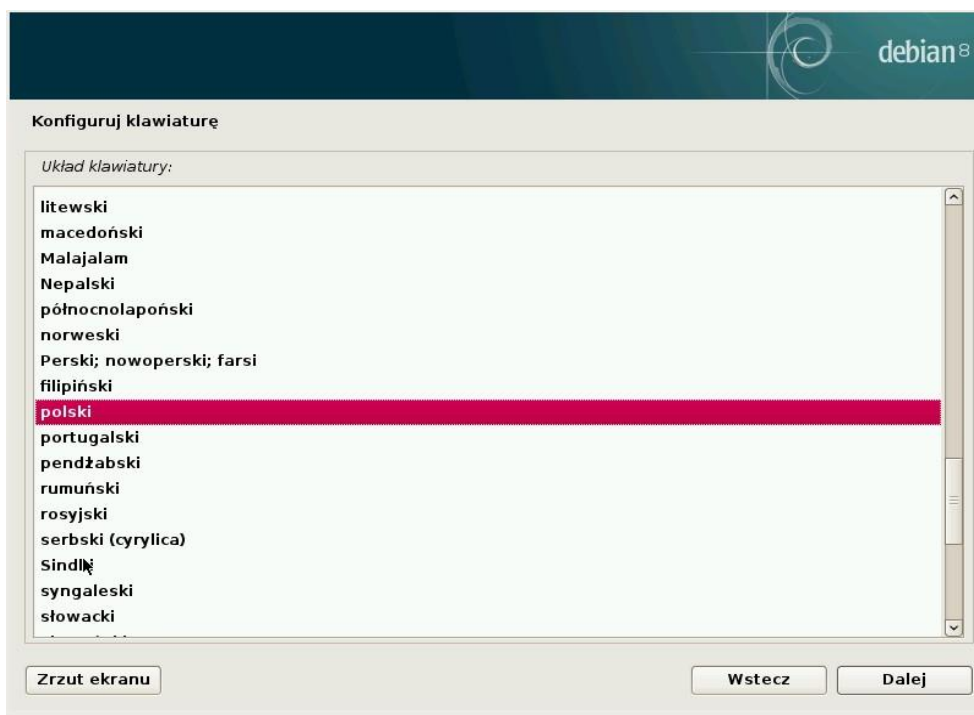 debian 8
Konfiguruj klawiaturę
Układ klawiatury:
litewski
macedoński
Malajalam
Nepalski
północnolapoński
norweski
Perski; nowoperski; farsi
filipiński
polski
portugalski
pendżabski
rumuński
rosyjski
serbski (cyrylica)
Sindhi
syngaleski
słowacki
Zrzut ekranu
Wstecz
Dalej